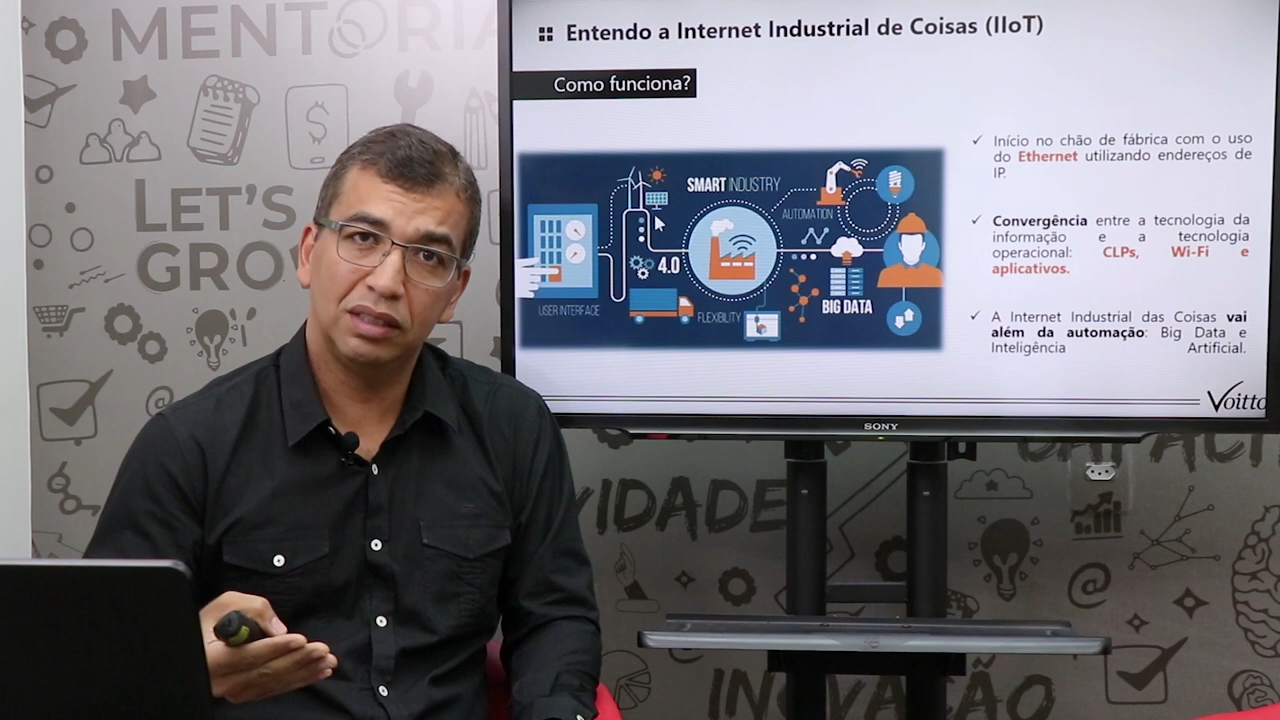 MENTORIA
LET'S
GRO
Entendo a Internet Industrial de Coisas (IIoT)
Como funciona?
SMART INDUSTRY
AUTOMATION
4.0
USER INTERFACE
FLEXIBILITY
BIG DATA
Início no chão de fábrica com o uso
do Ethernet utilizando endereços de
IP.
Convergência entre a tecnologia da
informação e a tecnologia
operacional: CLPs, Wi-Fi e
aplicativos.
A Internet Industrial das Coisas vai
além da automação: Big Data e
Inteligência Artificial.
Voitto
SONY
CAPACI
VIDADE
INOVAÇÃO